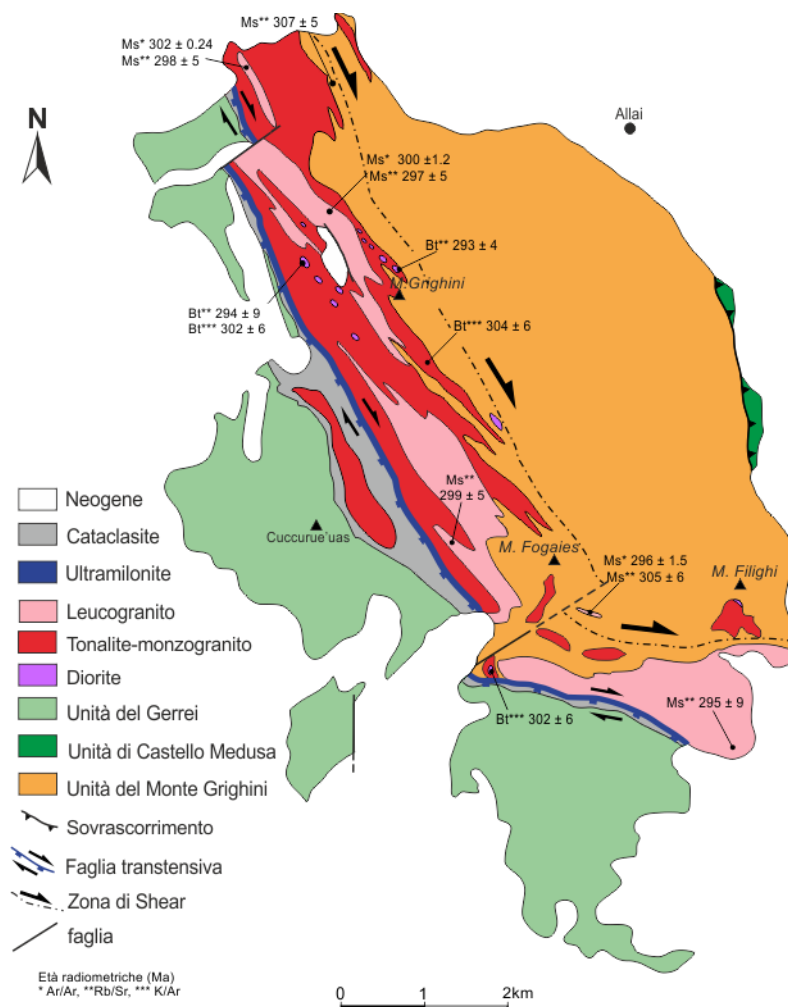 Ms** 307 ± 5
Ms* 302 ± 0.24
Ms** 298 ± 5
Allai
N
Ms* 300 ±1.2
Ms** 297 ± 5
Bt** 293 ± 4
M.Grighini
Bt** 294 ± 9
Bt*** 302 ± 6
Bt*** 304 ± 6
Ms**
299 ± 5
Cuccurue'uas
M. Fogaies
Ms* 296 ± 1.5
Ms** 305 ± 6
M. Filighi
Ms** 295 ± 9
Bt*** 302 ± 6
Neogene
Cataclasite
Ultramilonite
Leucogranito
Tonalite-monzogranito
Diorite
Unità del Gerrei
Unità di Castello Medusa
Unità del Monte Grighini
Sovrascorrimento
Faglia transtensiva
Zona di Shear
faglia
Età radiometriche (Ma)
* Ar/Ar, **Rb/Sr, *** K/Ar
0 1 2km